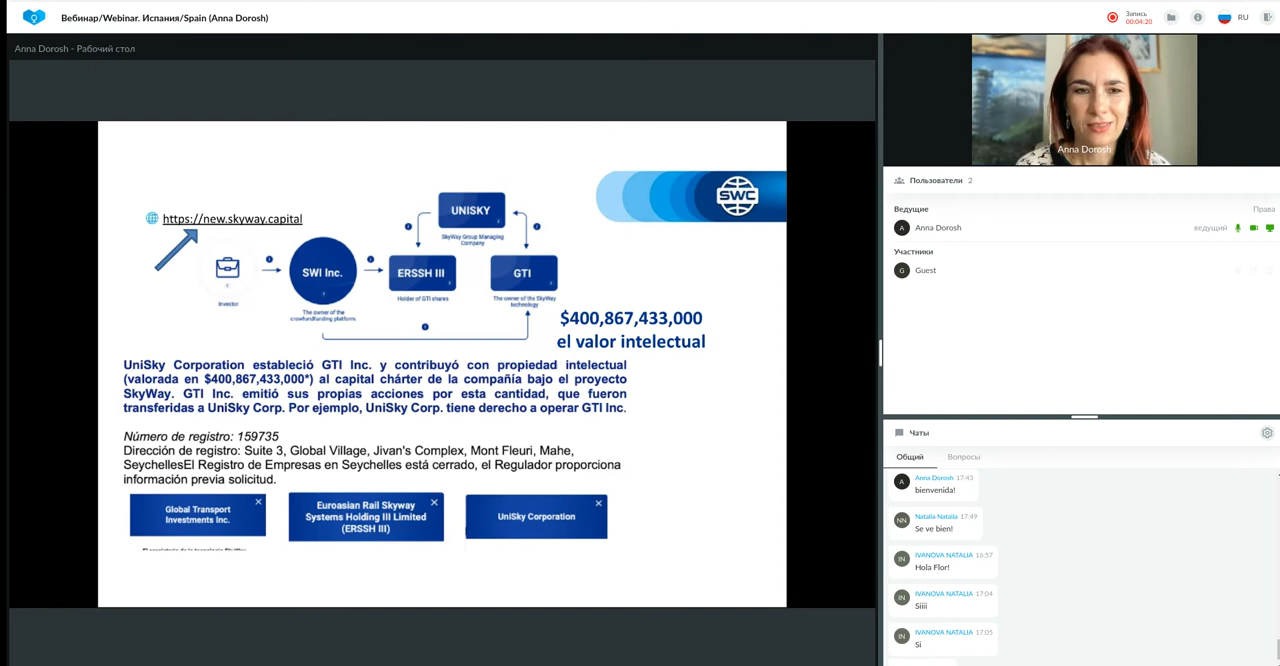 Вебинар/Webinar. Испания/Spain (Anna Dorosh)
Запись
00:04:20
RU
Anna Dorosh - Рабочий стол
https://new.skyway.capital
Investor
SWI Inc.
The owner of the
crowdfundfunding platform.
UNISKY
SkyWay Group Managing
Company
ERSSH III
Holder of GTI shares
GTI
The owner of the SkyWay
technology
SWC
$400,867,433,000
el valor intelectual
UniSky Corporation estableció GTI Inc. y contribuyó con propiedad intelectual
(valorada en $400,867,433,000*) al capital chárter de la compañía bajo el proyecto
SkyWay. GTI Inc. emitió sus propias acciones por esta cantidad, que fueron
transferidas a UniSky Corp. Por ejemplo, UniSky Corp. tiene derecho a operar GTI Inc.
Número de registro: 159735
Dirección de registro: Suite 3, Global Village, Jivan's Complex, Mont Fleuri, Mahe,
SeychellesEl Registro de Empresas en Seychelles está cerrado, el Regulador proporciona
información previa solicitud.
Global Transport
Investments Inc.
Euroasian Rail Skyway
Systems Holding III Limited
(ERSSH III)
UniSky Corporation
Anna Dorosh
Пользователи 2
Ведущие
Права
A
Anna Dorosh
ведущий
Участники
G
Guest
Чаты
Общий
Вопросы
A
Anna Dorosh 17:43
bienvenida!
NN
Natalia Natalia 17:49
Se ve bien!
IN
IVANOVA NATALIA 16:57
Hola Flor!
IN
IVANOVA NATALIA 17:04
Siiii
IN
IVANOVA NATALIA 17:05
Si